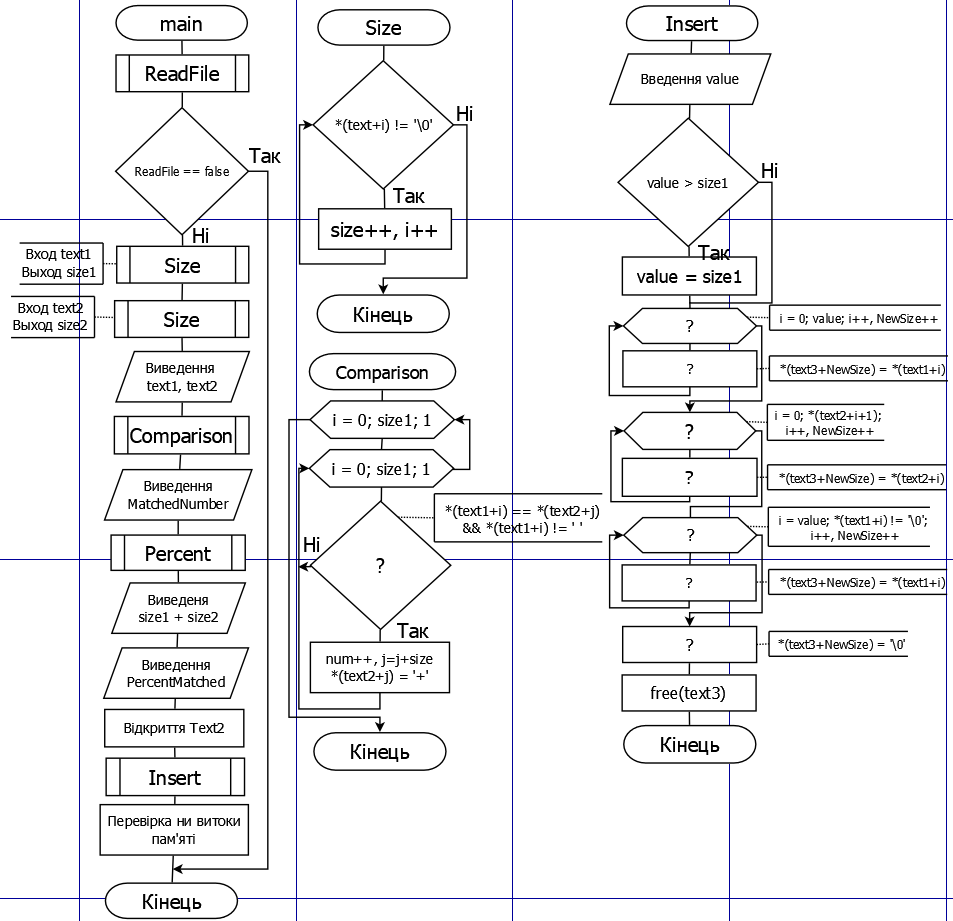 main
ReadFile
ReadFile == false
Так
Ні
Вход text1
Выход size1
Size
Вход text2
Выход size2
Size
Виведення
text1, text2
Comparison
Виведення
MatchedNumber
Percent
Виведеня
size1 + size2
Виведення
PercentMatched
Відкриття Text2
Insert
Перевірка ни витоки
пам'яті
Кінець
Size
*(text+i) != '\0'
Ні
Так
size++, i++
Кінець
Comparison
i = 0; size1; 1
i = 0; size1; 1
*(text1+i) == *(text2+j)
&& *(text1+i) != ' '
Ні
?
Так
num++, j=j+size
*(text2+j) = '+'
Кінець
Insert
Введення value
value > size1
Ні
Так
value = size1
?
i = 0; value; i++, NewSize++
?
*(text3+NewSize) = *(text1+i)
?
i = 0; *(text2+i+1);
i++, NewSize++
?
*(text3+NewSize) = *(text2+i)
?
i = value; *(text1+i) != '\0';
i++, NewSize++
?
*(text3+NewSize) = *(text1+i)
?
*(text3+NewSize) = '\0'
free(text3)
Кінець